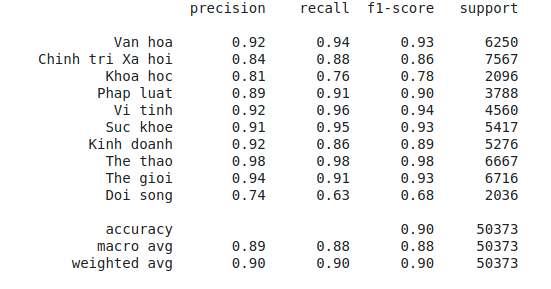 precision recall f1-score support
Van hoa 0.92 0.94 0.93 6250
Chinh tri Xa hoi 0.84 0.88 0.86 7567
Khoa hoc 0.81 0.76 0.78 2096
Phap luat 0.89 0.91 0.90 3788
Vi tinh 0.92 0.96 0.94 4560
Suc khoe 0.91 0.95 0.93 5417
Kinh doanh 0.92 0.86 0.89 5276
The thao 0.98 0.98 0.98 6667
The gioi 0.94 0.91 0.93 6716
Doi song 0.74 0.63 0.68 2036
accuracy 0.90 50373
macro avg 0.89 0.88 0.88 50373
weighted avg 0.90 0.90 0.90 50373